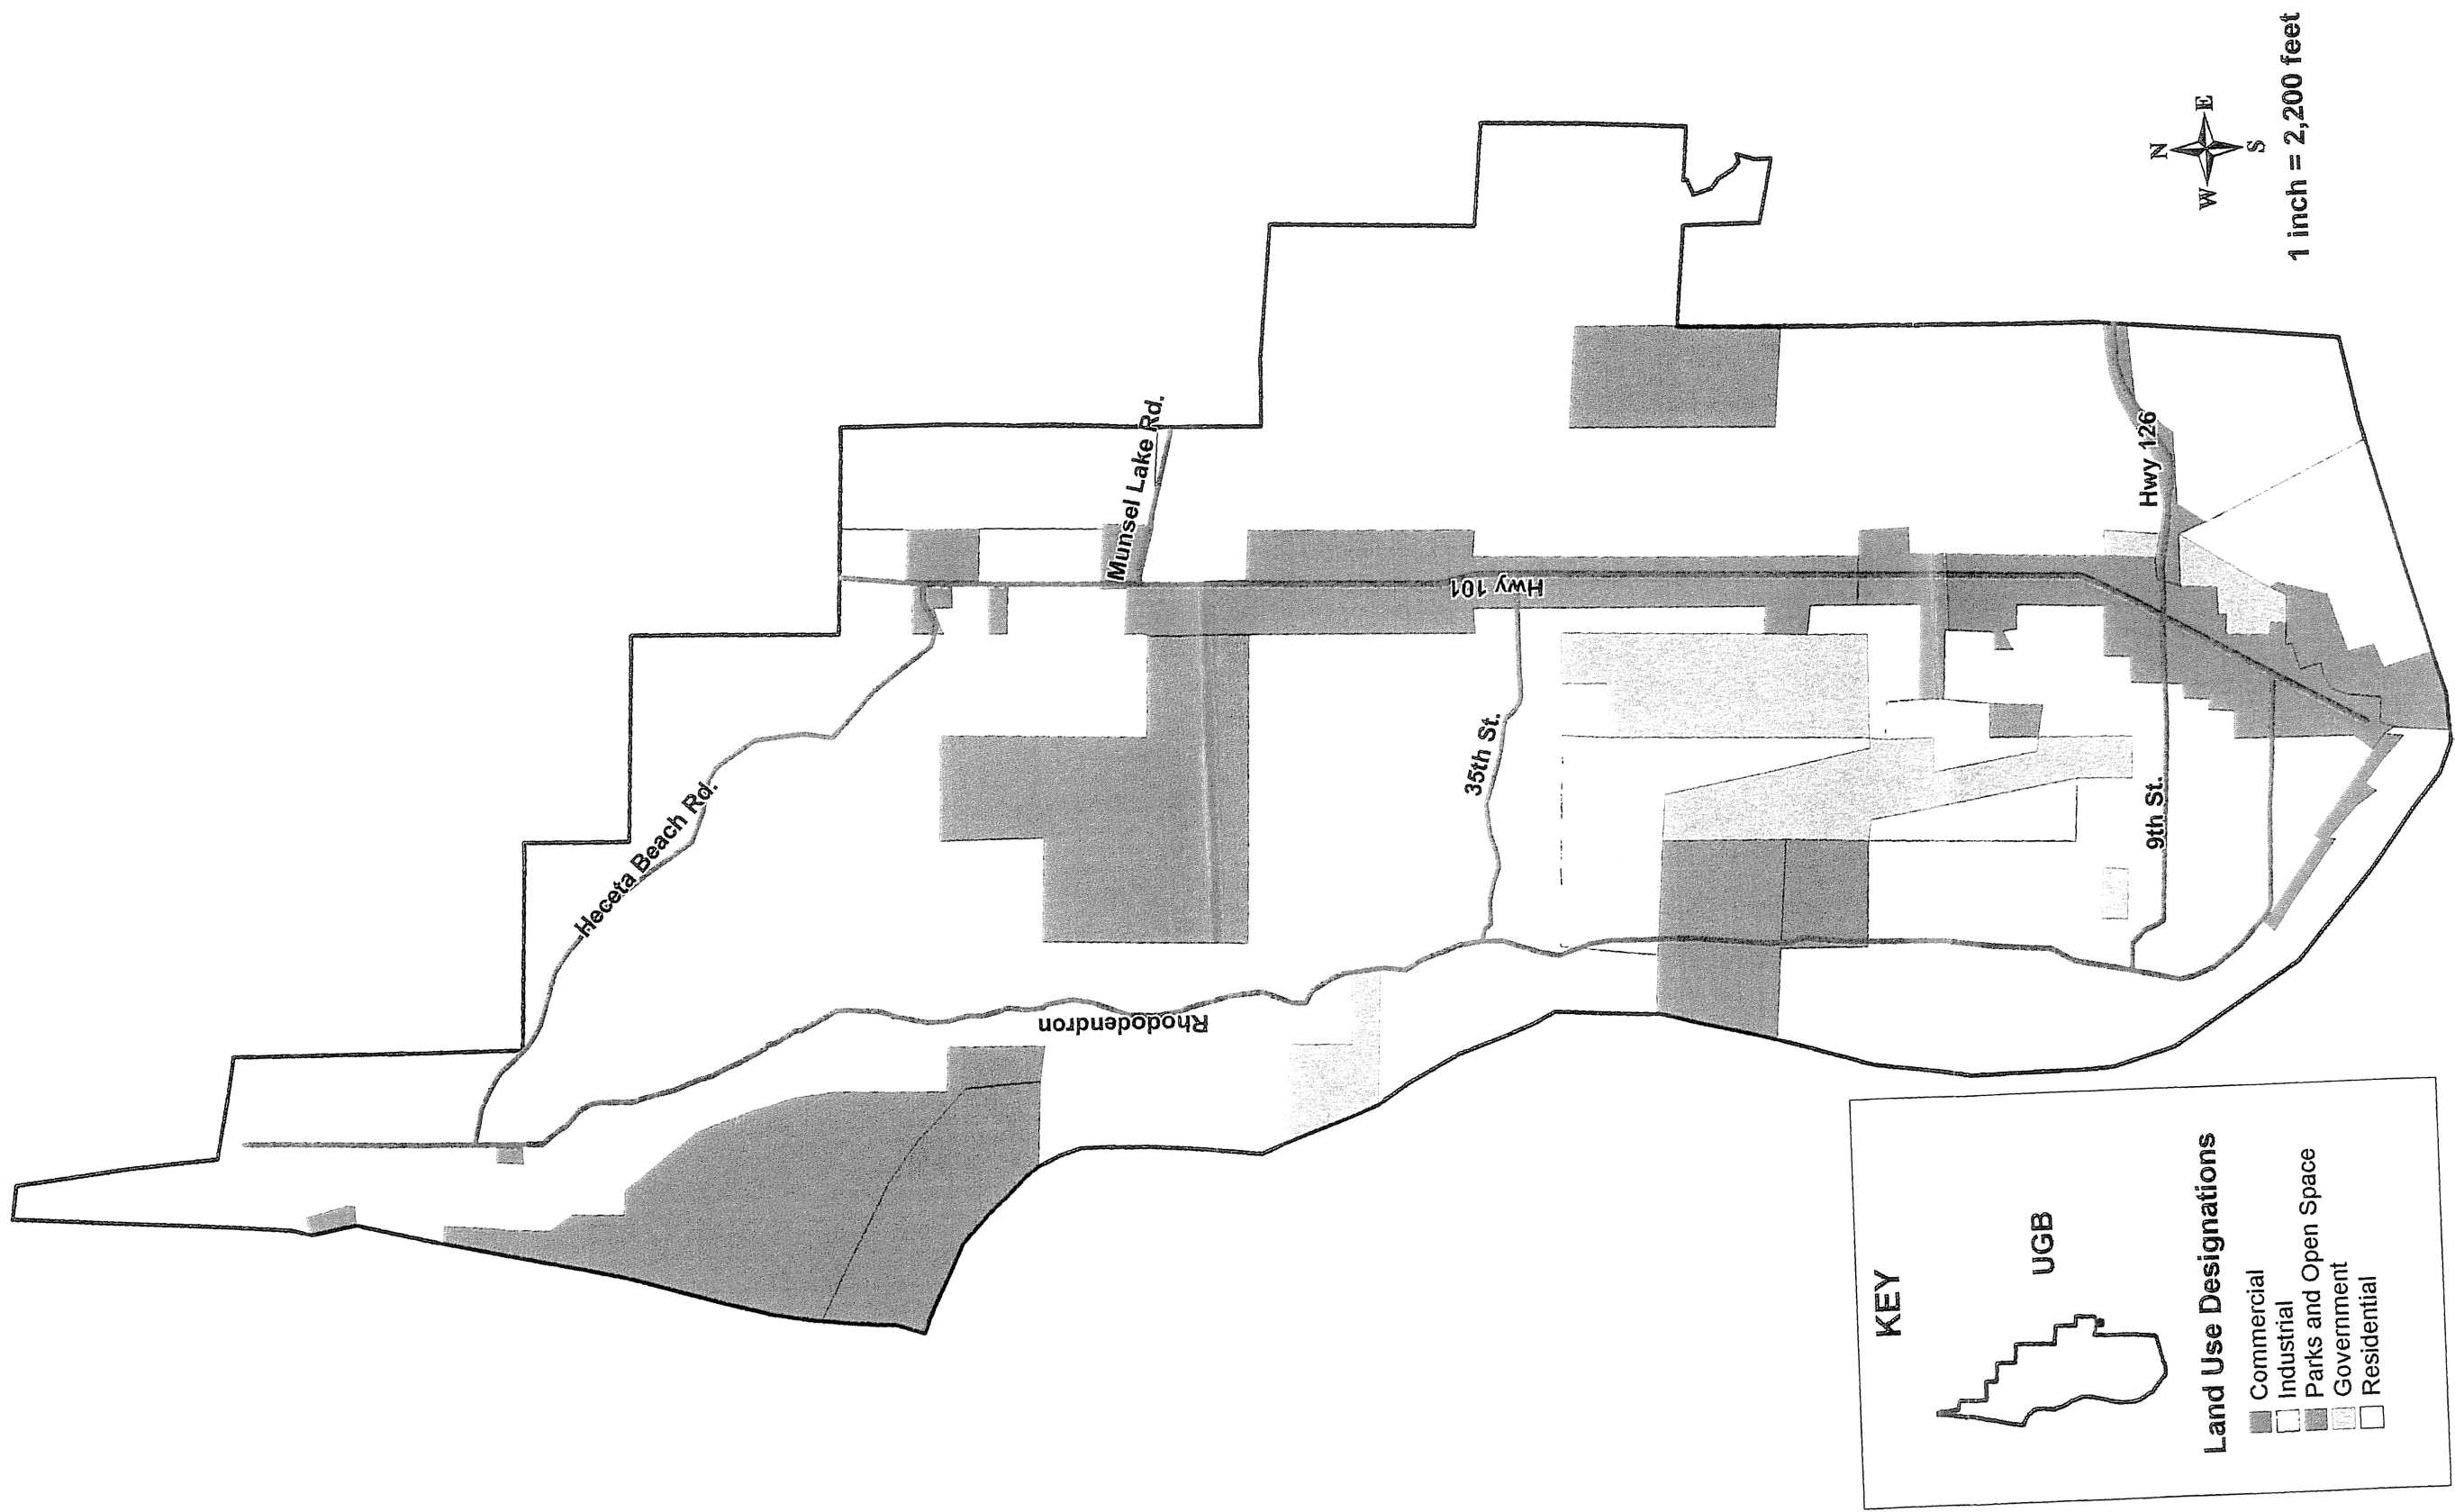 Heceta Beach Rd.
Munsel Lake Rd.
Rhododendron
Hwy 101
35th St.
Hwy 126
9th St.
N
W
E
S
1 inch = 2,200 feet
KEY
UGB
Land Use Designations
Commercial
Industrial
Parks and Open Space
Government
Residential